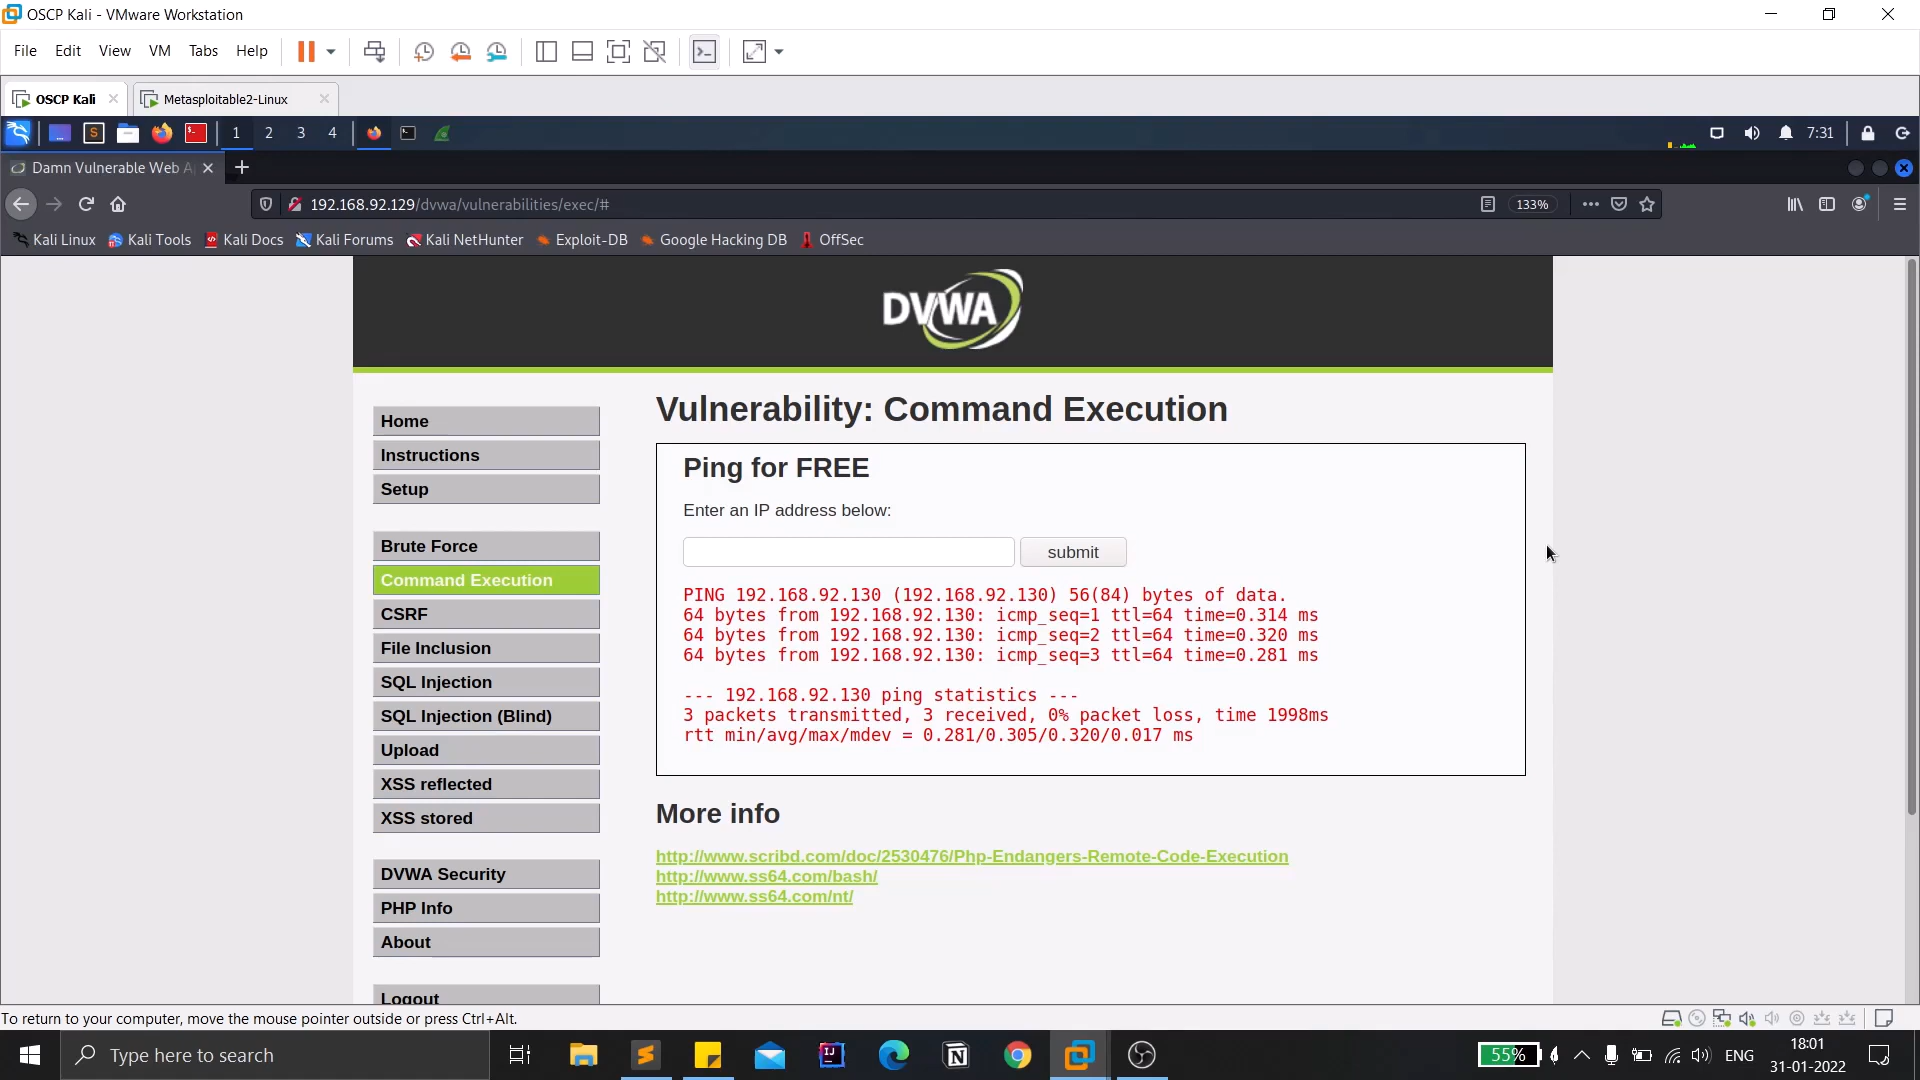 OSCP Kali - VMware Workstation
File Edit View VM Tabs Help
OSCP Kali
Metasploitable2-Linux
1 2 3 4
7:31
Damn Vulnerable Web A
192.168.92.129/dvwa/vulnerabilities/exec/#
133%
Kali Linux Kali Tools Kali Docs Kali Forums Kali NetHunter Exploit-DB Google Hacking DB OffSec
DVWA
Home
Instructions
Setup
Brute Force
Command Execution
CSRF
File Inclusion
SQL Injection
SQL Injection (Blind)
Upload
XSS reflected
XSS stored
DVWA Security
PHP Info
About
Logout
Vulnerability: Command Execution
Ping for FREE
Enter an IP address below:
submit
PING 192.168.92.130 (192.168.92.130) 56(84) bytes of data.
64 bytes from 192.168.92.130: icmp_seq=1 ttl=64 time=0.314 ms
64 bytes from 192.168.92.130: icmp_seq=2 ttl=64 time=0.320 ms
64 bytes from 192.168.92.130: icmp_seq=3 ttl=64 time=0.281 ms
--- 192.168.92.130 ping statistics ---
3 packets transmitted, 3 received, 0% packet loss, time 1998ms
rtt min/avg/max/mdev = 0.281/0.305/0.320/0.017 ms
More info
http://www.scribd.com/doc/2530476/Php-Endangers-Remote-Code-Execution
http://www.ss64.com/bash/
http://www.ss64.com/nt/
To return to your computer, move the mouse pointer outside or press Ctrl+Alt.
Type here to search
55%
ENG
18:01
31-01-2022